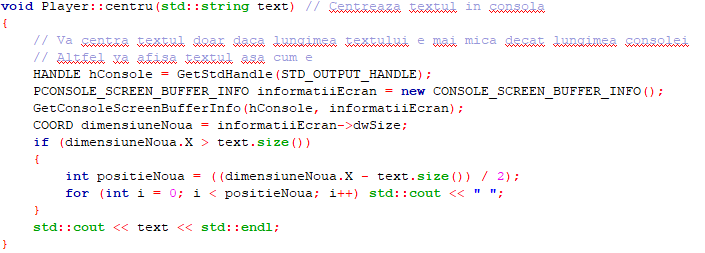 void Player::centru(std::string text) // Centreaza textul in consola
{
    // Va centra textul doar daca lungimea textului e mai mica decat lungimea consolei
    // Altfel va afisa textul asa cum e
    HANDLE hConsole = GetStdHandle(STD_OUTPUT_HANDLE);
    PCONSOLE_SCREEN_BUFFER_INFO informatiiEcran = new CONSOLE_SCREEN_BUFFER_INFO();
    GetConsoleScreenBufferInfo(hConsole, informatiiEcran);
    COORD dimensiuneNoua = informatiiEcran->dwSize;
    if (dimensiuneNoua.X > text.size())
    {
        int positieNoua = ((dimensiuneNoua.X - text.size()) / 2);
        for (int i = 0; i < positieNoua; i++) std::cout << " ";
    }
    std::cout << text << std::endl;
}